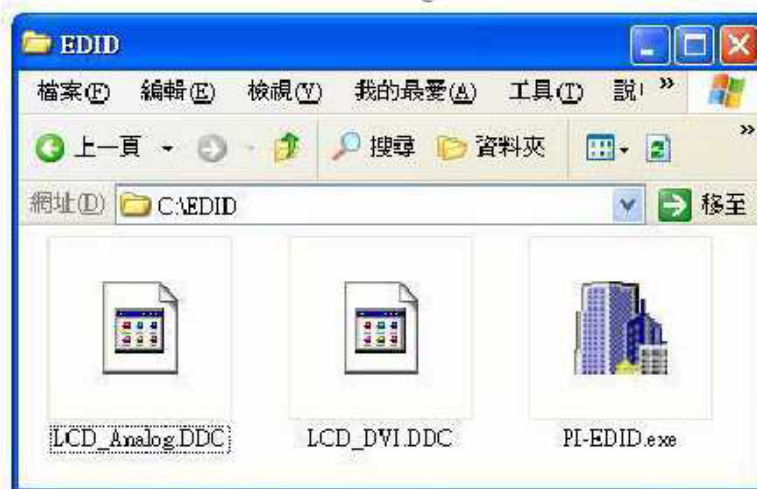 EDID
檔案(F) 編輯(E) 檢視(V) 我的最愛(A) 工具(T) 說 »
上一頁 搜尋 資料夾 »
網址(D) C:\EDID 移至
LCD_Analog.DDC LCD_DVI.DDC PI-EDID.exe